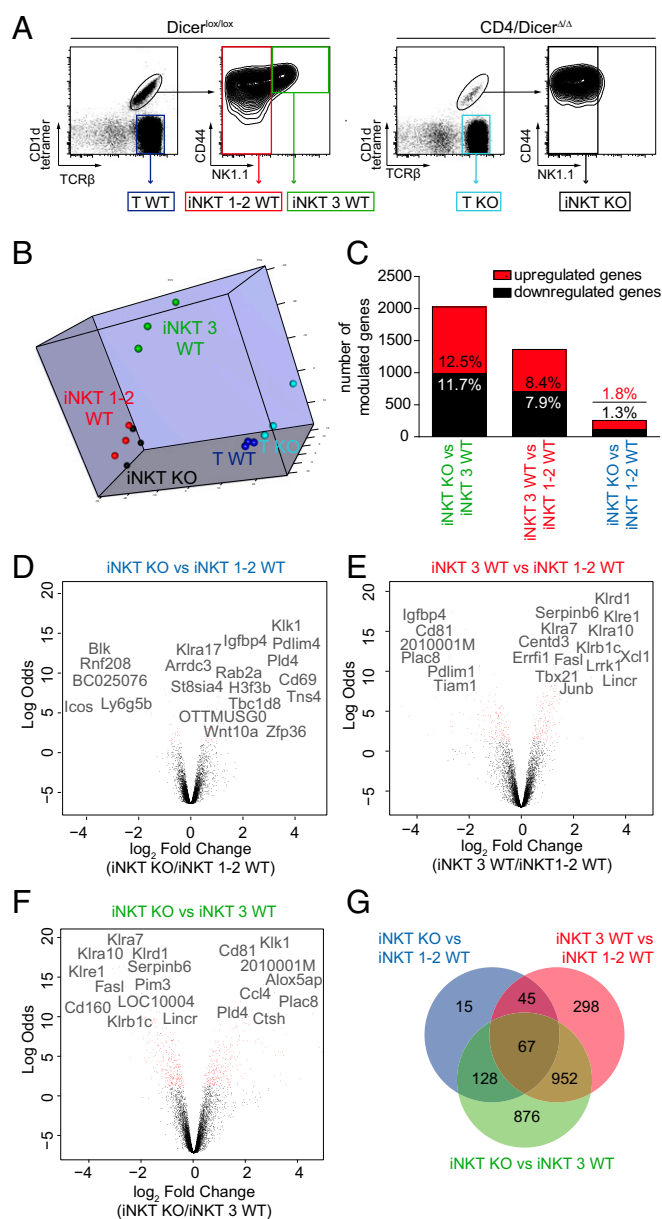 A
Dicerlox/lox
CD4/DicerΔ/Δ
CD1d
tetramer
TCRβ
CD44
NK1.1
CD1d
tetramer
TCRβ
CD44
NK1.1
T WT
iNKT 1-2 WT
iNKT 3 WT
T KO
iNKT KO
B
iNKT 3
WT
iNKT 1-2
WT
iNKT KO
T WT
T KO
C
upregulated genes
downregulated genes
number of
modulated genes
2500
2000
1500
1000
500
0
12.5%
11.7%
8.4%
7.9%
1.8%
1.3%
iNKT KO vs
iNKT 3 WT
iNKT 3 WT vs
iNKT 1-2 WT
iNKT KO vs
iNKT 1-2 WT
D
iNKT KO vs iNKT 1-2 WT
Log Odds
20
15
10
5
0
−5
Klk1
Igfbp4
Pdlim4
Blk
Klra17
Pld4
Rnf208
Arrdc3
Rab2a
Cd69
BC025076
St8sia4
H3f3b
Tns4
Icos
Ly6g5b
Tbc1d8
OTTMUSG0
Wnt10a
Zfp36
−4
−2
0
2
4
log2 Fold Change
(iNKT KO/iNKT 1-2 WT)
E
iNKT 3 WT vs iNKT 1-2 WT
Log Odds
20
15
10
5
0
−5
Klrd1
Igfbp4
Serpinb6
Klre1
Cd81
Klra7
Klra10
2010001M
Centd3
Klrb1c
Plac8
Errfi1
Fasl
Xcl1
Pdlim1
Lrrk1
Tiam1
Tbx21
Lincr
Junb
−4
−2
0
2
4
log2 Fold Change
(iNKT 3 WT/iNKT1-2 WT)
F
iNKT KO vs iNKT 3 WT
Log Odds
20
15
10
5
0
−5
Klra7
Klk1
Klra10
Klrd1
Cd81
Klre1
Serpinb6
2010001M
Fasl
Pim3
Alox5ap
Cd160
LOC10004
Ccl4
Plac8
Klrb1c
Lincr
Pld4
Ctsh
−4
−2
0
2
4
log2 Fold Change
(iNKT KO/iNKT 3 WT)
G
iNKT KO vs
iNKT 1-2 WT
iNKT 3 WT vs
iNKT 1-2 WT
15
45
298
67
128
952
876
iNKT KO vs iNKT 3 WT